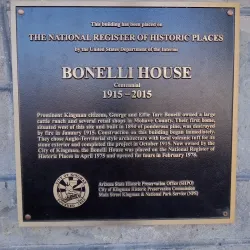 This building has been placed on
THE NATIONAL REGISTER OF HISTORIC PLACES
by the United States Department of the Interior
BONELLI HOUSE
Centennial
1915 - 2015
Prominent Kingman citizens, George and Effie Tarr Bonelli owned a large
cattle ranch and several retail shops in Mohave County. Their first home,
situated west of this site and built in 1894 of ponderosa pine, was destroyed
by fire in January 1915. Construction on this building began immediately.
They chose Anglo-Territorial style architecture with local volcanic tuff for its
stone exterior and completed the project in October 1915. Now owned by the
City of Kingman, the Bonelli House was placed on the National Register of
Historic Places in April 1975 and opened for tours in February 1976.
Arizona State Historic Preservation Office (SHPO)
City of Kingman Historic Preservation Commission
Main Street Kingman & National Park Service (NPS)